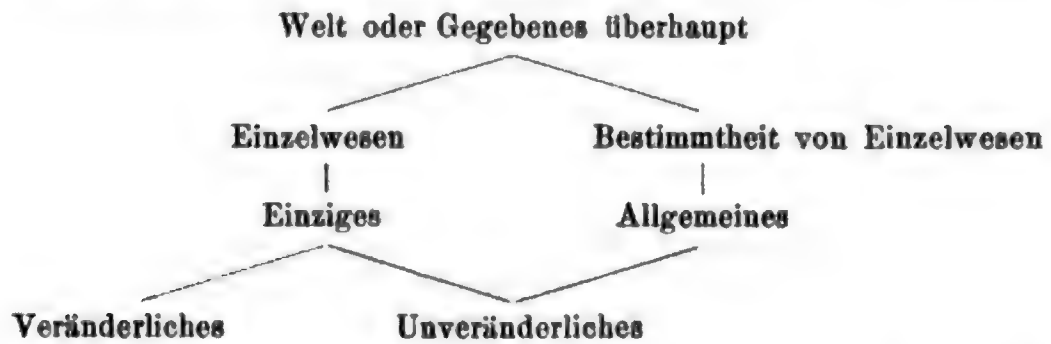 Welt oder Gegebenes überhaupt
Einzelwesen Bestimmtheit von Einzelwesen
Einziges Allgemeines
Veränderliches Unveränderliches